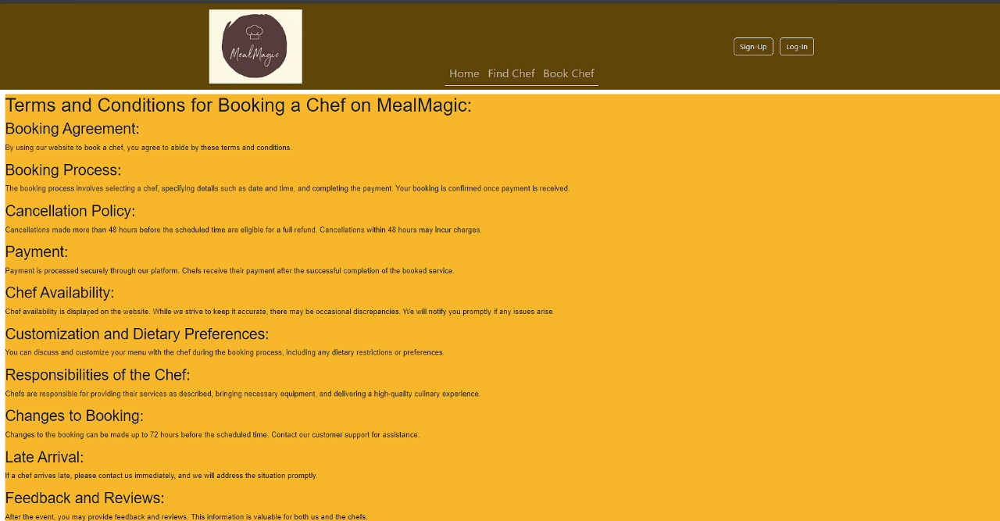 MealMagic
Sign-Up Log-In
Home Find Chef Book Chef
Terms and Conditions for Booking a Chef on MealMagic:
Booking Agreement:
By using our website to book a chef, you agree to abide by these terms and conditions.
Booking Process:
The booking process involves selecting a chef, specifying details such as date and time, and completing the payment. Your booking is confirmed once payment is received.
Cancellation Policy:
Cancellations made more than 48 hours before the scheduled time are eligible for a full refund. Cancellations within 48 hours may incur charges.
Payment:
Payment is processed securely through our platform. Chefs receive their payment after the successful completion of the booked service.
Chef Availability:
Chef availability is displayed on the website. While we strive to keep it accurate, there may be occasional discrepancies. We will notify you promptly if any issues arise.
Customization and Dietary Preferences:
You can discuss and customize your menu with the chef during the booking process, including any dietary restrictions or preferences.
Responsibilities of the Chef:
Chefs are responsible for providing their services as described, bringing necessary equipment, and delivering a high-quality culinary experience.
Changes to Booking:
Changes to the booking can be made up to 72 hours before the scheduled time. Contact our customer support for assistance.
Late Arrival:
If a chef arrives late, please contact us immediately, and we will address the situation promptly.
Feedback and Reviews:
After the event, you may provide feedback and reviews. This information is valuable for both us and the chefs.